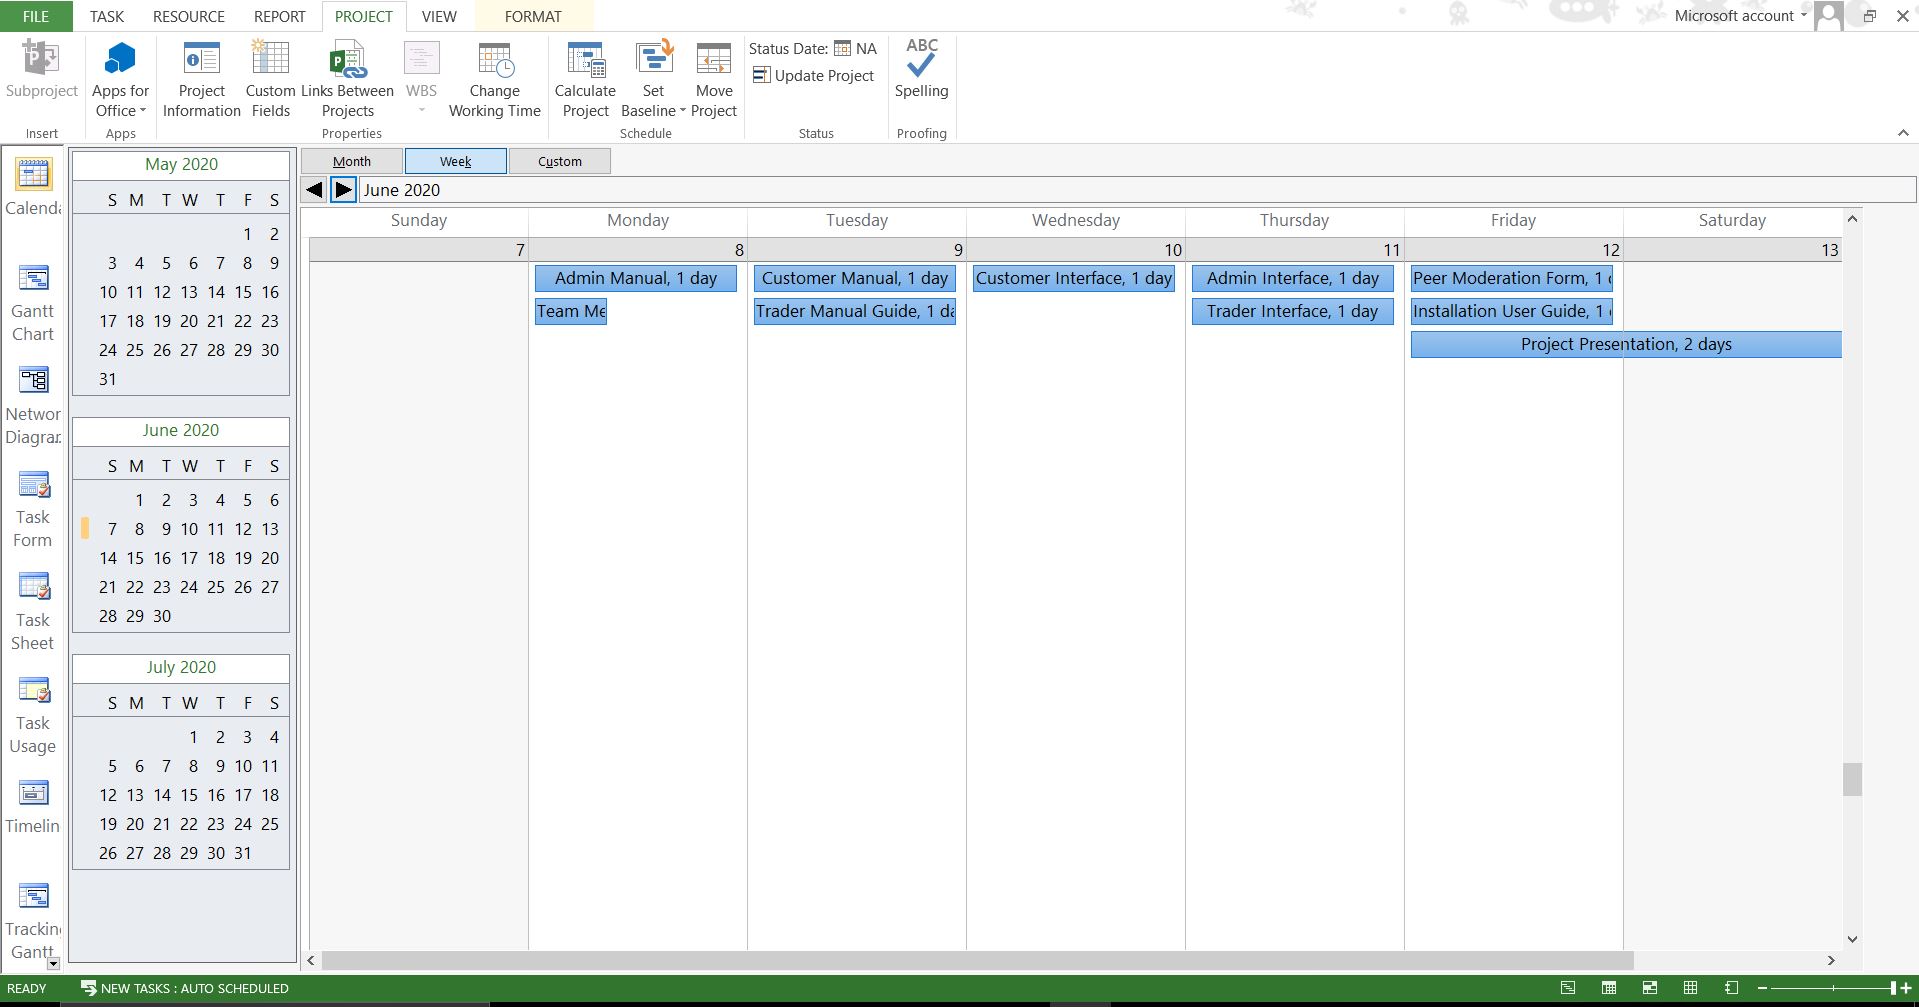 FILE TASK RESOURCE REPORT PROJECT VIEW FORMAT Microsoft account
Subproject
Insert
Apps for
Office
Apps
Project
Information
Custom
Fields
Links Between
Projects
WBS
Change
Working Time
Properties
Calculate
Project
Set
Baseline
Move
Project
Schedule
Status Date: NA
Update Project
Status
ABC
Spelling
Proofing
Calenda
Gantt
Chart
Networ
Diagra
Task
Form
Task
Sheet
Task
Usage
Timelin
Trackin
Gantt
May 2020
S M T W T F S
1 2
3 4 5 6 7 8 9
10 11 12 13 14 15 16
17 18 19 20 21 22 23
24 25 26 27 28 29 30
31
June 2020
S M T W T F S
1 2 3 4 5 6
7 8 9 10 11 12 13
14 15 16 17 18 19 20
21 22 23 24 25 26 27
28 29 30
July 2020
S M T W T F S
1 2 3 4
5 6 7 8 9 10 11
12 13 14 15 16 17 18
19 20 21 22 23 24 25
26 27 28 29 30 31
Month Week Custom
June 2020
Sunday Monday Tuesday Wednesday Thursday Friday Saturday
7 8 9 10 11 12 13
Admin Manual, 1 day Customer Manual, 1 day Customer Interface, 1 day Admin Interface, 1 day Peer Moderation Form, 1
Team Me Trader Manual Guide, 1 da Trader Interface, 1 day Installation User Guide, 1
Project Presentation, 2 days
READY NEW TASKS : AUTO SCHEDULED